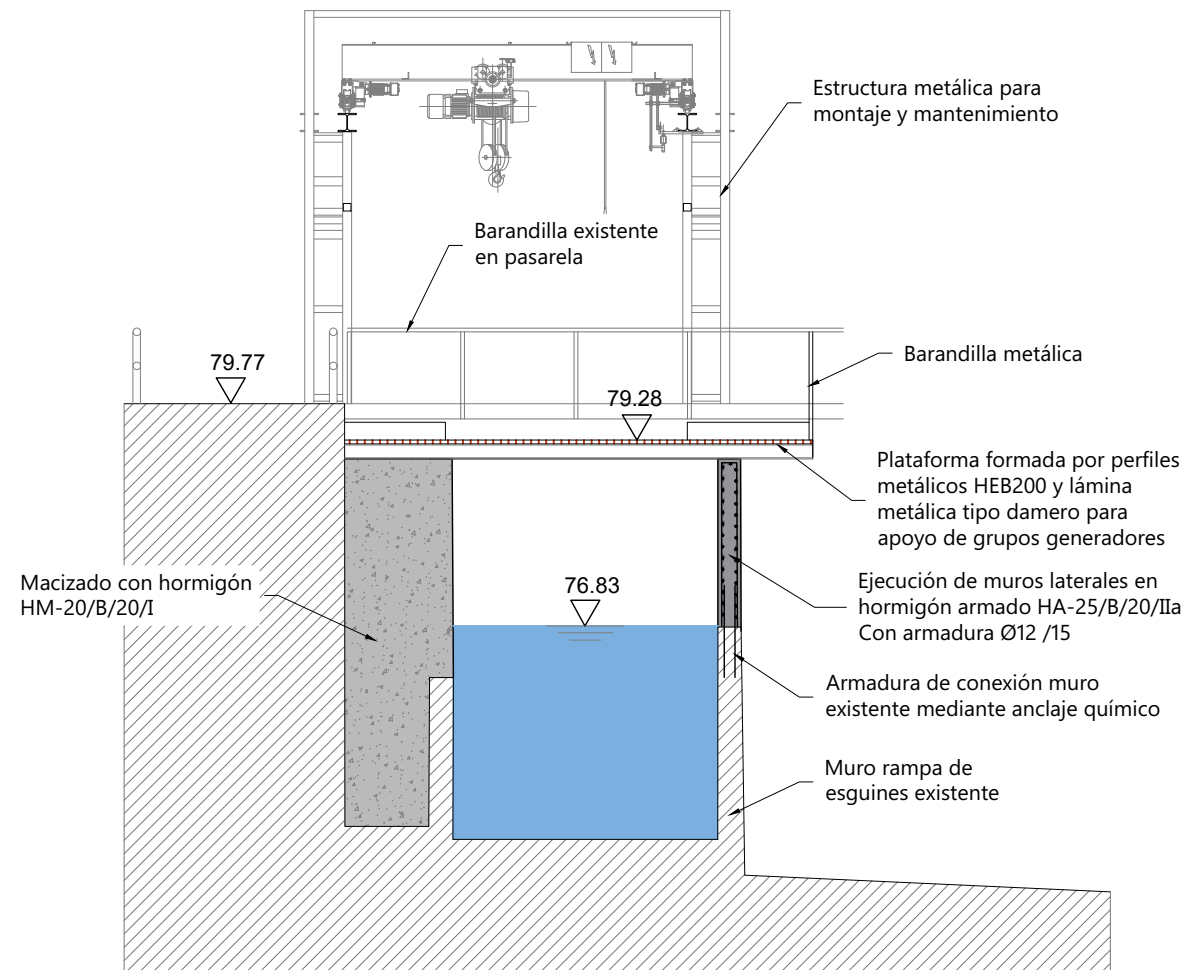 Estructura metálica para
montaje y mantenimiento
Barandilla existente
en pasarela
79.77
Barandilla metálica
79.28
Plataforma formada por perfiles
metálicos HEB200 y lámina
metálica tipo damero para
apoyo de grupos generadores
Macizado con hormigón
HM-20/B/20/I
76.83
Ejecución de muros laterales en
hormigón armado HA-25/B/20/IIa
Con armadura Ø12 /15
Armadura de conexión muro
existente mediante anclaje químico
Muro rampa de
esguines existente